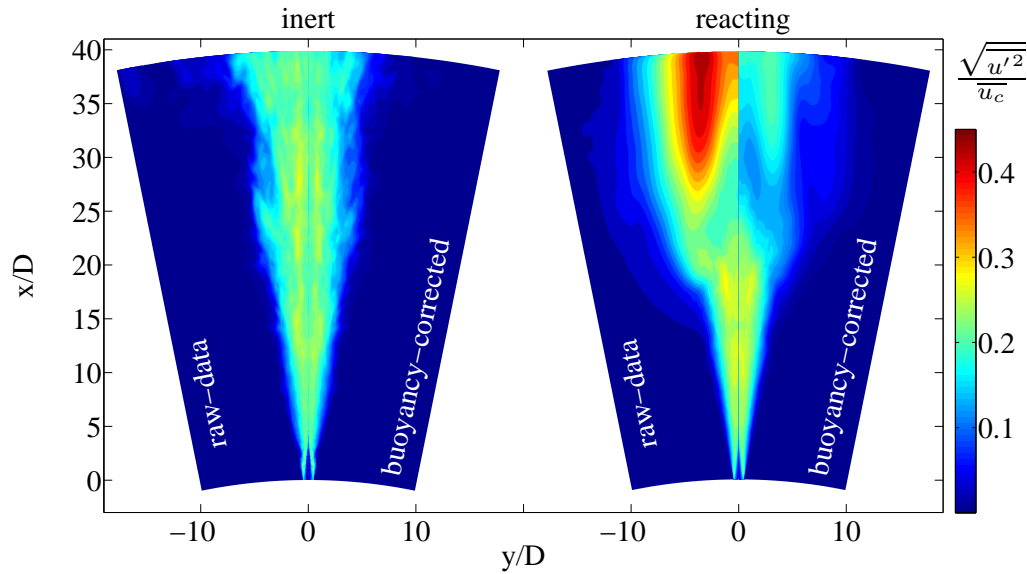 inert
reacting
√u′²
u_c
40
35
30
25
20
15
10
5
0
x/D
raw−data
buoyancy−corrected
raw−data
buoyancy−corrected
0.4
0.3
0.2
0.1
−10
0
10
−10
0
10
y/D